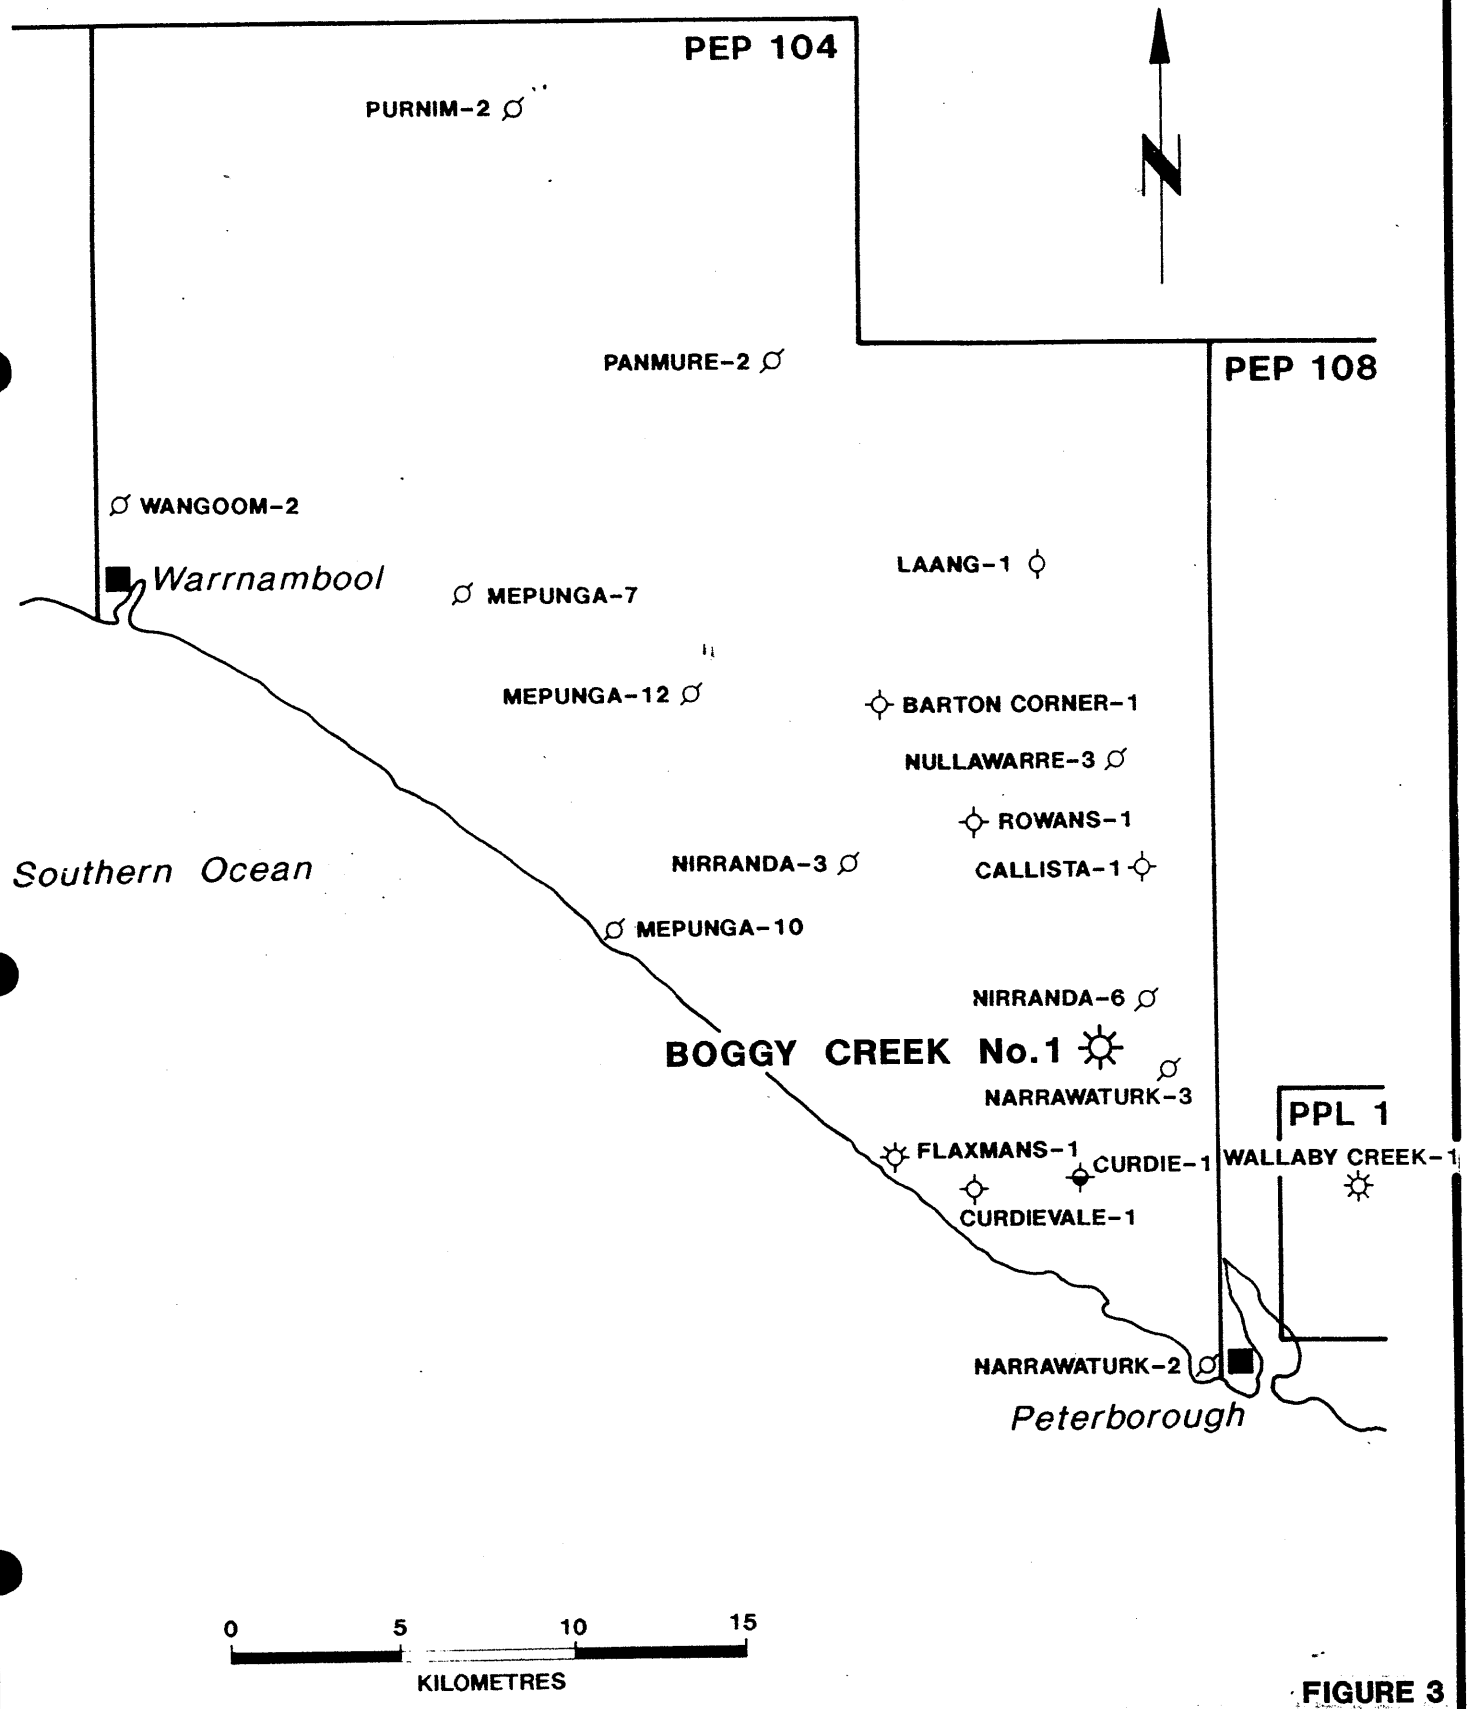 PEP 104
PURNIM-2
N
PANMURE-2
PEP 108
WANGOOM-2
LAANG-1
Warrnambool
MEPUNGA-7
MEPUNGA-12
BARTON CORNER-1
NULLAWARRE-3
ROWANS-1
NIRRANDA-3
CALLISTA-1
Southern Ocean
MEPUNGA-10
NIRRANDA-6
BOGGY CREEK No.1
NARRAWATURK-3
PPL 1
FLAXMANS-1
CURDIE-1
WALLABY CREEK-1
CURDIEVALE-1
NARRAWATURK-2
Peterborough
0 5 10 15
KILOMETRES
FIGURE 3